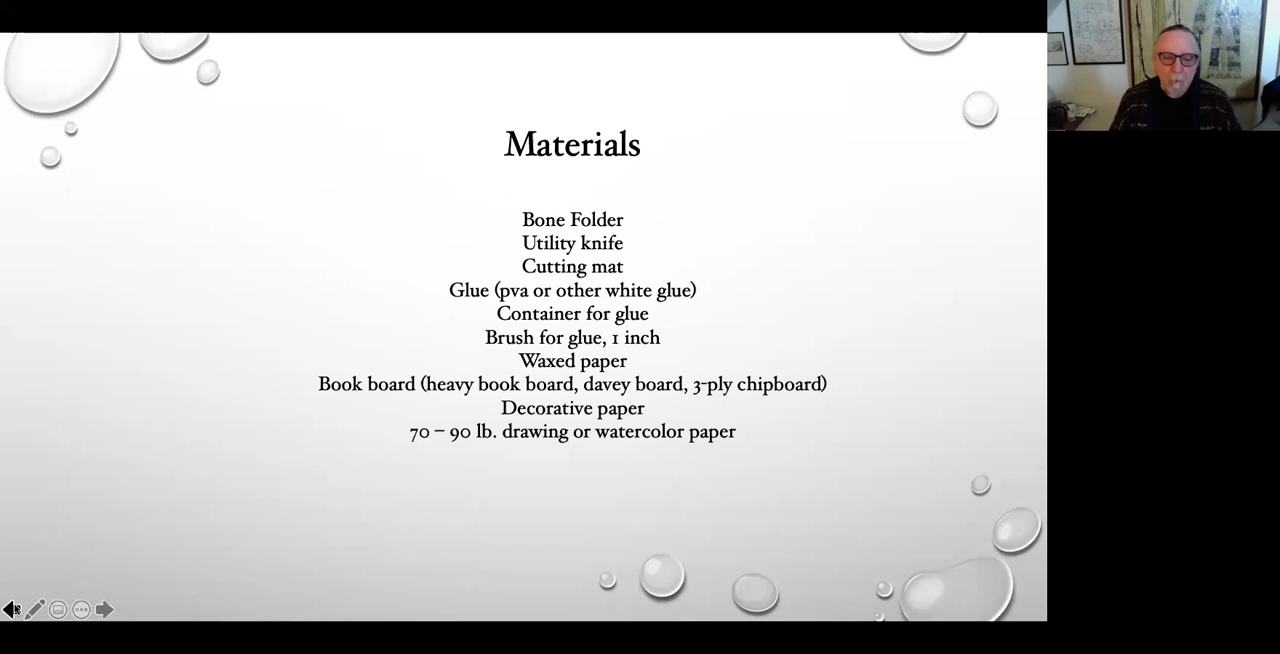 Materials
Bone Folder
Utility knife
Cutting mat
Glue (pva or other white glue)
Container for glue
Brush for glue, 1 inch
Waxed paper
Book board (heavy book board, davey board, 3-ply chipboard)
Decorative paper
70 – 90 lb. drawing or watercolor paper